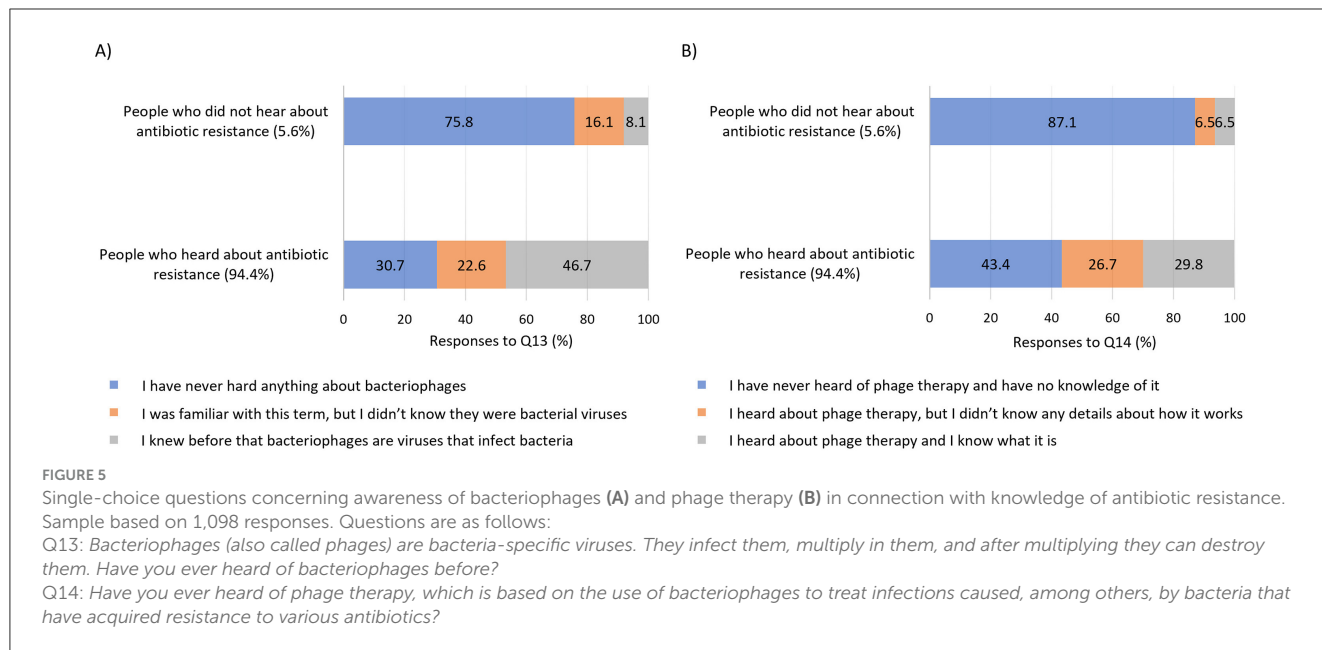 A)
People who did not hear about
antibiotic resistance (5.6%)
75.8 16.1 8.1
People who heard about antibiotic
resistance (94.4%)
30.7 22.6 46.7
0 20 40 60 80 100
Responses to Q13 (%)
I have never hard anything about bacteriophages
I was familiar with this term, but I didn't know they were bacterial viruses
I knew before that bacteriophages are viruses that infect bacteria
B)
People who did not hear about
antibiotic resistance (5.6%)
87.1 6.5 6.5
People who heard about antibiotic
resistance (94.4%)
43.4 26.7 29.8
0 20 40 60 80 100
Responses to Q14 (%)
I have never heard of phage therapy and have no knowledge of it
I heard about phage therapy, but I didn't know any details about how it works
I heard about phage therapy and I know what it is
FIGURE 5
Single-choice questions concerning awareness of bacteriophages (A) and phage therapy (B) in connection with knowledge of antibiotic resistance.
Sample based on 1,098 responses. Questions are as follows:
Q13: Bacteriophages (also called phages) are bacteria-specific viruses. They infect them, multiply in them, and after multiplying they can destroy
them. Have you ever heard of bacteriophages before?
Q14: Have you ever heard of phage therapy, which is based on the use of bacteriophages to treat infections caused, among others, by bacteria that
have acquired resistance to various antibiotics?